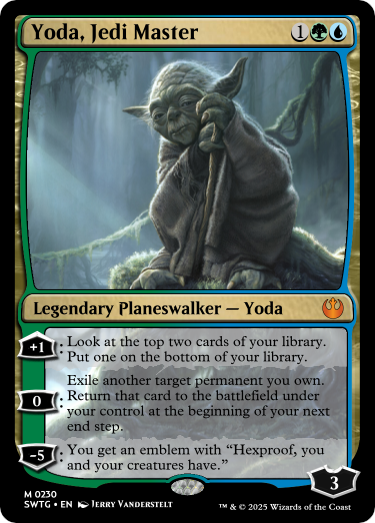 Yoda, Jedi Master 1
Legendary Planeswalker — Yoda
+1: Look at the top two cards of your library.
Put one on the bottom of your library.
0: Exile another target permanent you own.
Return that card to the battlefield under
your control at the beginning of your next
end step.
-5: You get an emblem with “Hexproof, you
and your creatures have.”
3
M 0230
SWTG • EN Jerry Vanderstelt
™ & © 2025 Wizards of the Coast